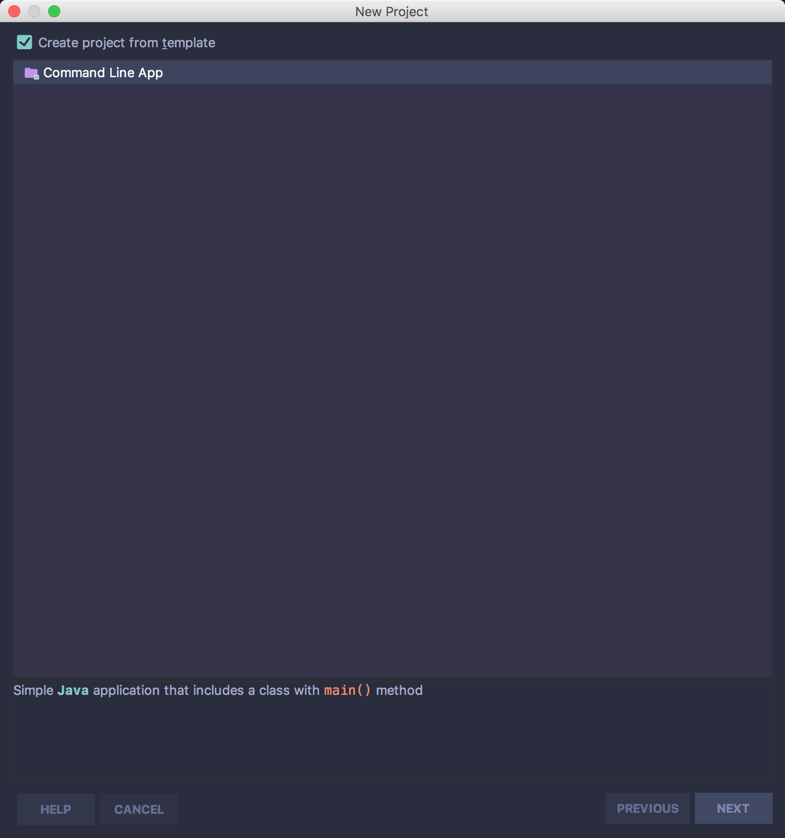 New Project
Create project from template
Command Line App
Simple Java application that includes a class with main() method
HELP
CANCEL
PREVIOUS
NEXT